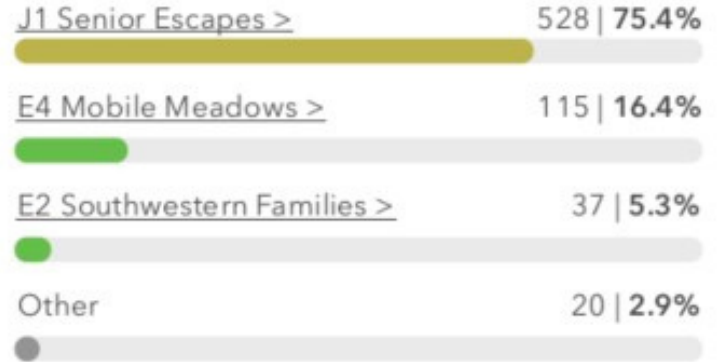 J1 Senior Escapes > 528 | 75.4%
E4 Mobile Meadows > 115 | 16.4%
E2 Southwestern Families > 37 | 5.3%
Other 20 | 2.9%